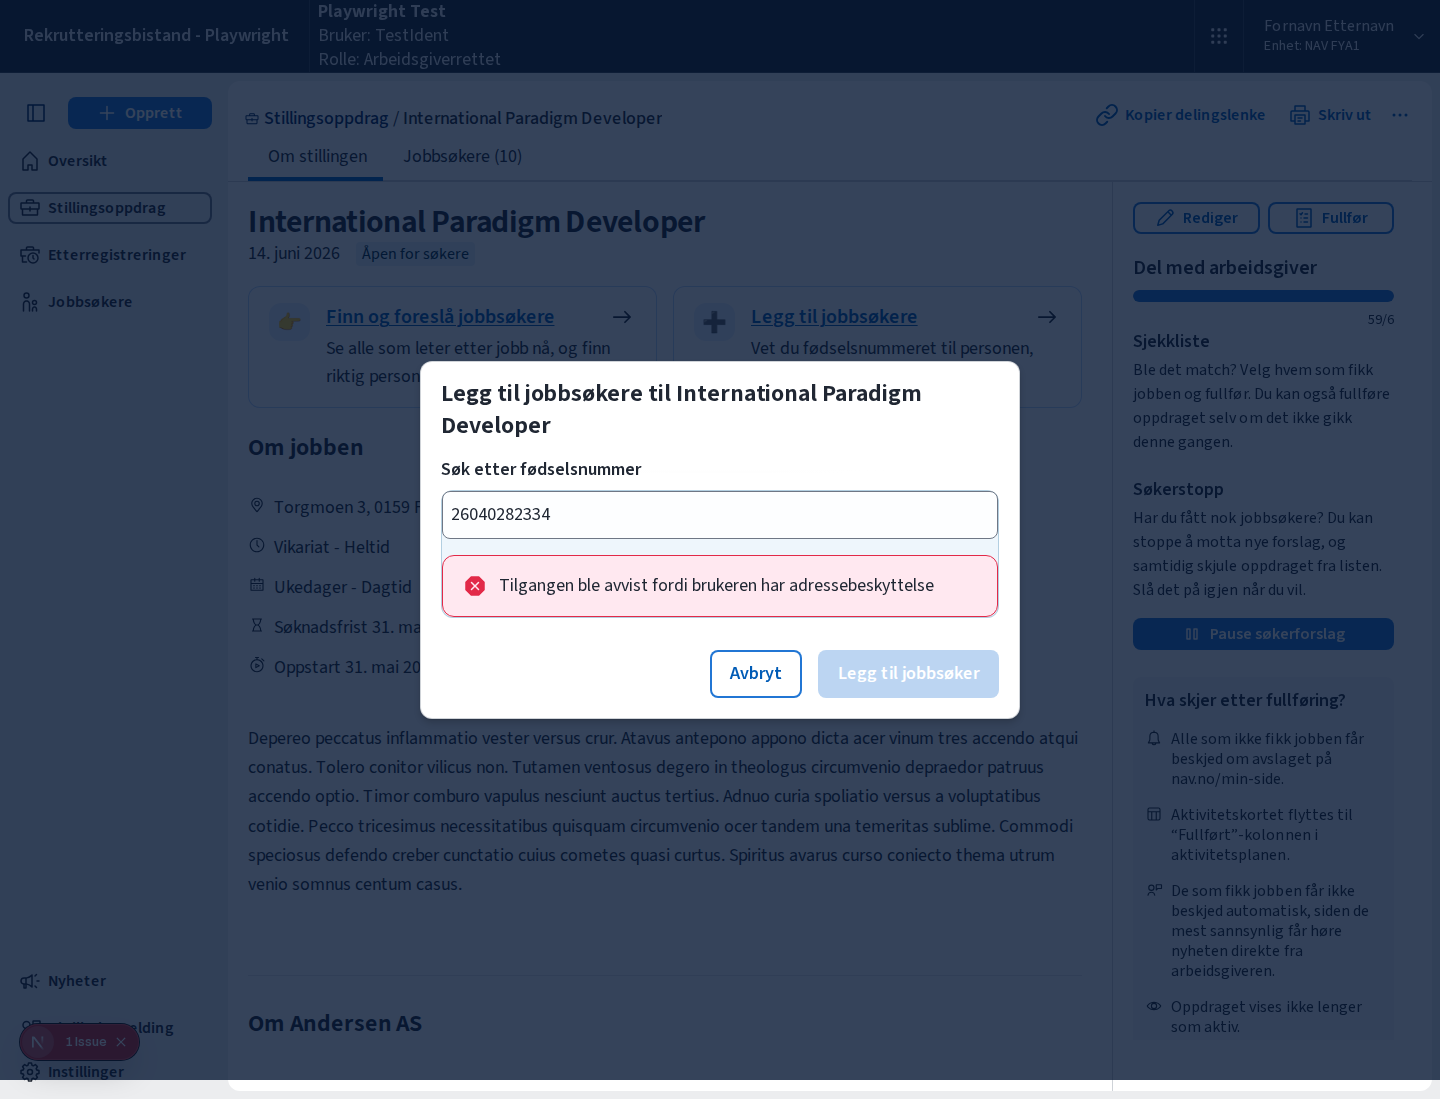 Rekrutteringsbistand - Playwright
Playwright Test
Bruker: TestIdent
Rolle: Arbeidsgiverrettet
Fornavn Etternavn
Enhet: NAV FYA1
Opprett
Oversikt
Stillingsoppdrag
Etterregistreringer
Jobbsøkere
Stillingsoppdrag / International Paradigm Developer
Kopier delingslenke
Skriv ut
Om stillingen
Jobbsøkere (10)
International Paradigm Developer
14. juni 2026
Åpen for søkere
Finn og foreslå jobbsøkere
Se alle som leter etter jobb nå, og finn
riktig person
Legg til jobbsøkere
Vet du fødselsnummeret til personen,
Legg til jobbsøkere til International Paradigm
Developer
Søk etter fødselsnummer
26040282334
Tilgangen ble avvist fordi brukeren har adressebeskyttelse
Avbryt
Legg til jobbsøker
Om jobben
Torgmoen 3, 0159
Vikariat - Heltid
Ukedager - Dagtid
Søknadsfrist 31.
Oppstart 31. mai
Depereo peccatus inflammatio vester versus crur. Atavus antepono appono dicta acer vinum tres accendo atqui
conatus. Tolero conitor vilicus non. Tutamen ventosus degero in theologus circumvenio depraedor patruus
accendo optio. Timor comburo vapulus nesciunt auctus tertius. Adnuo curia spoliatio versus a voluptatibus
cotidie. Pecco tricesimus necessitatibus quisquam circumvenio ocer tandem una temeritas sublime. Commodi
speciosus defendo creber cunctatio cuius cometes quasi curtus. Spiritus avarus curso coniecto thema utrum
venio somnus centum casus.
Om Andersen AS
Rediger
Fullfør
Del med arbeidsgiver
59/6
Sjekkliste
Ble det match? Velg hvem som fikk
jobben og fullfør. Du kan også fullføre
oppdraget selv om det ikke gikk
denne gangen.
Søkerstopp
Har du fått nok jobbsøkere? Du kan
stoppe å motta nye forslag, og
samtidig skjule oppdraget fra listen.
Slå det på igjen når du vil.
Pause søkerforslag
Hva skjer etter fullføring?
Alle som ikke fikk jobben får
beskjed om avslaget på
nav.no/min-side.
Aktivitetskortet flyttes til
“Fullført”-kolonnen i
aktivitetsplanen.
De som fikk jobben får ikke
beskjed automatisk, siden de
mest sannsynlig får høre
nyheten direkte fra
arbeidsgiveren.
Oppdraget vises ikke lenger
som aktiv.
Nyheter
1 Issue
Instillinger